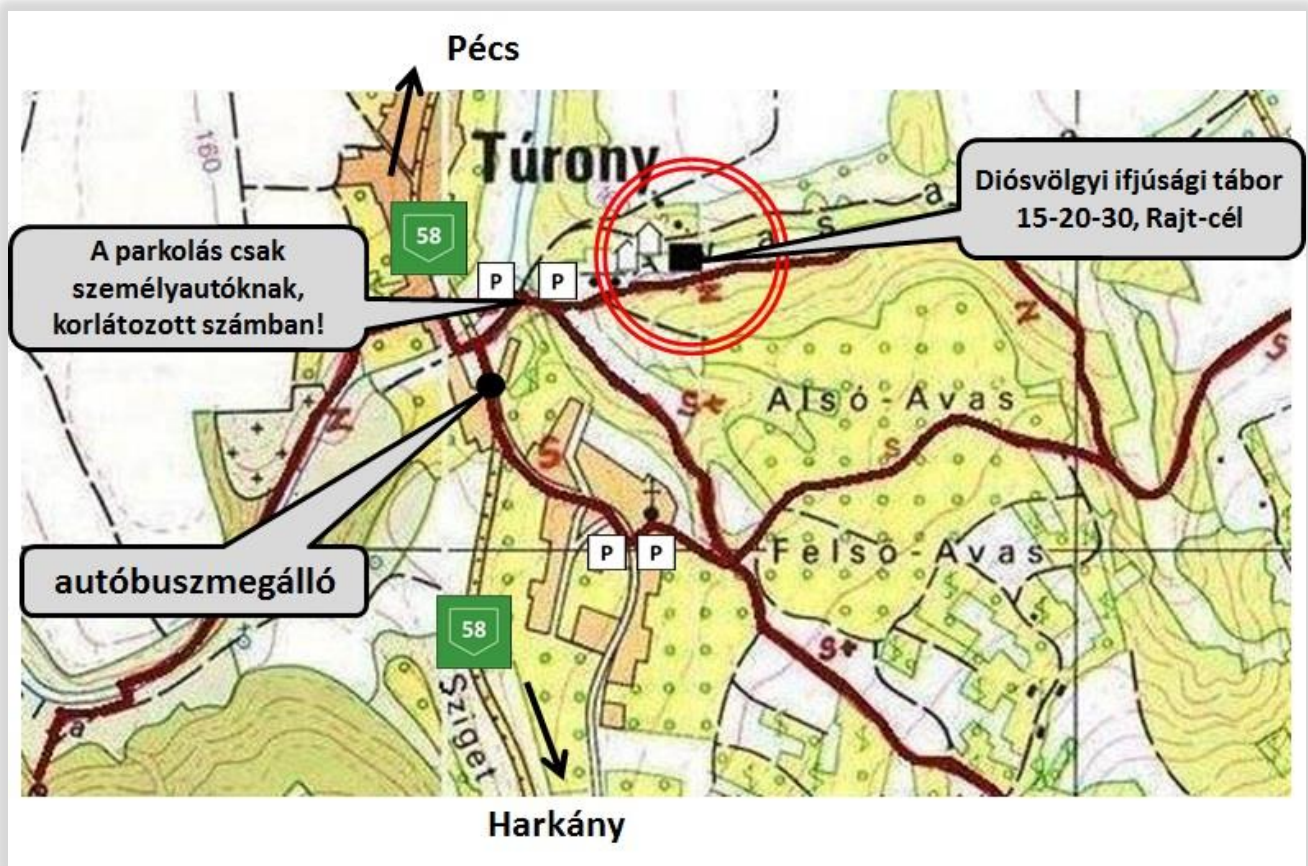 Pécs
160
Túrony
Diósvölgyi ifjúsági tábor
15-20-30, Rajt-cél
58
A parkolás csak
személyautóknak,
korlátozott számban!
P P
v a s a
Z
Z
S
Z
S+
Alsó-Avas
S
S
autóbuszmegálló
P P
Felső-Avas
58
S+
Sziget
a
Harkány